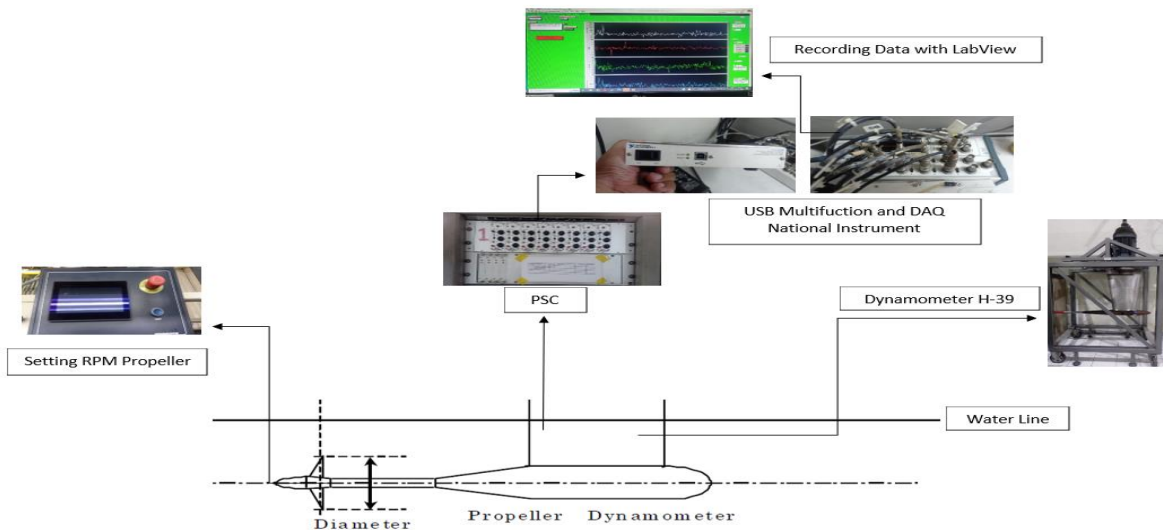 Recording Data with LabView
1
USB Multifuction and DAQ
National Instrument
PSC
Dynamometer H-39
Setting RPM Propeller
Water Line
Diameter
Propeller Dynamometer